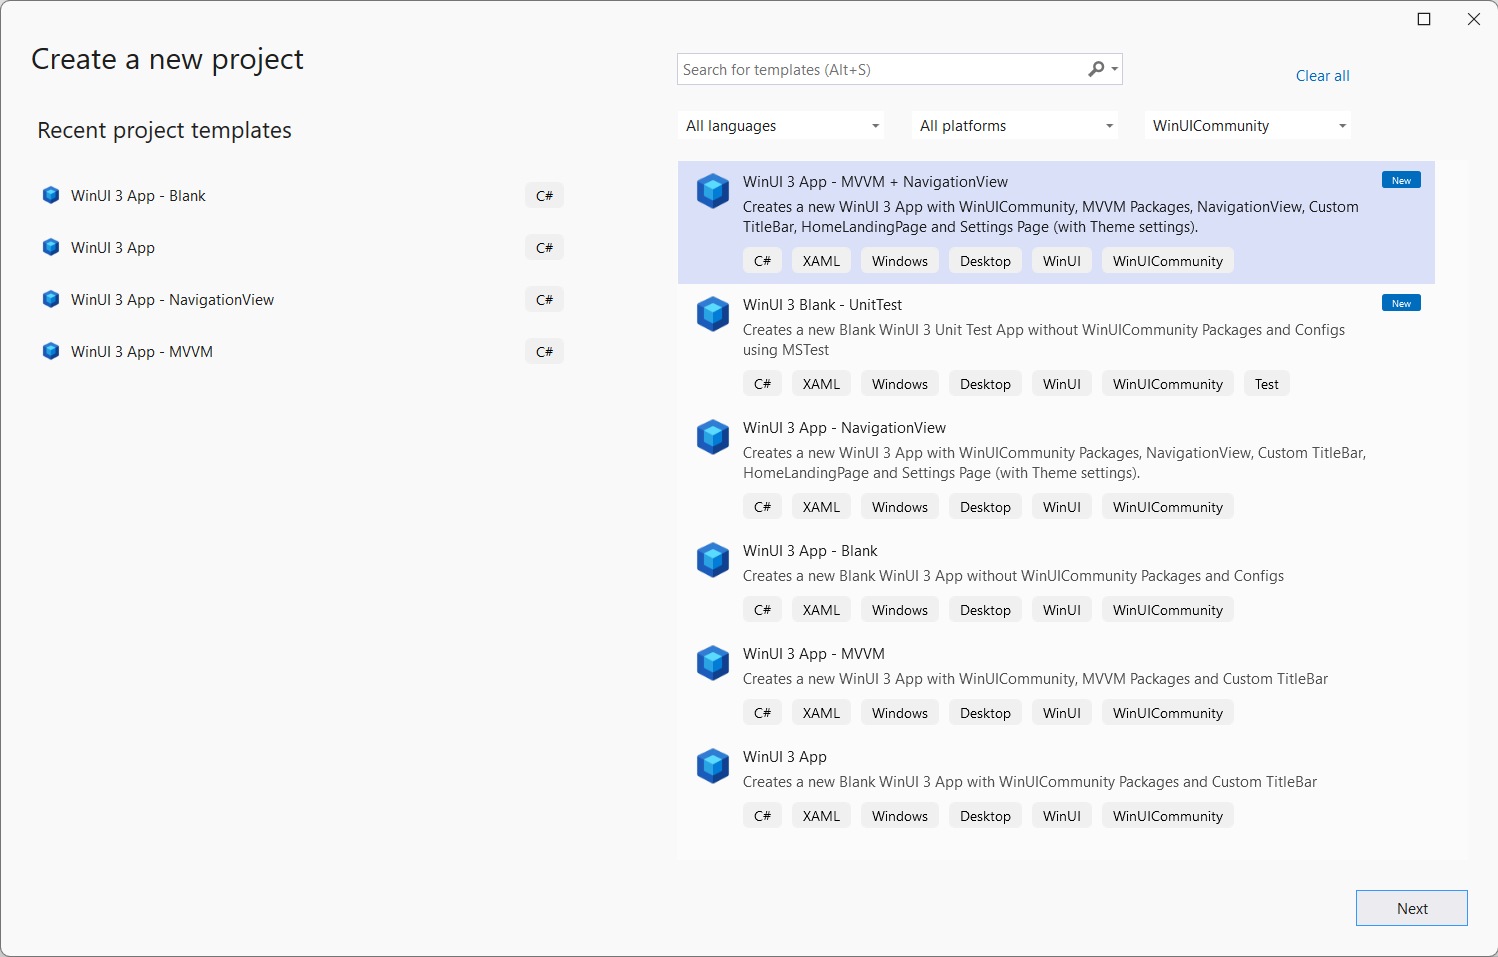 Create a new project
Search for templates (Alt+S)
Clear all
Recent project templates
All languages
All platforms
WinUICommunity
WinUI 3 App - Blank
C#
WinUI 3 App
C#
WinUI 3 App - NavigationView
C#
WinUI 3 App - MVVM
C#
WinUI 3 App - MVVM + NavigationView
New
Creates a new WinUI 3 App with WinUICommunity, MVVM Packages, NavigationView, Custom
TitleBar, HomeLandingPage and Settings Page (with Theme settings).
C# XAML Windows Desktop WinUI WinUICommunity
WinUI 3 Blank - UnitTest
New
Creates a new Blank WinUI 3 Unit Test App without WinUICommunity Packages and Configs
using MSTest
C# XAML Windows Desktop WinUI WinUICommunity Test
WinUI 3 App - NavigationView
Creates a new WinUI 3 App with WinUICommunity Packages, NavigationView, Custom TitleBar,
HomeLandingPage and Settings Page (with Theme settings).
C# XAML Windows Desktop WinUI WinUICommunity
WinUI 3 App - Blank
Creates a new Blank WinUI 3 App without WinUICommunity Packages and Configs
C# XAML Windows Desktop WinUI WinUICommunity
WinUI 3 App - MVVM
Creates a new WinUI 3 App with WinUICommunity, MVVM Packages and Custom TitleBar
C# XAML Windows Desktop WinUI WinUICommunity
WinUI 3 App
Creates a new Blank WinUI 3 App with WinUICommunity Packages and Custom TitleBar
C# XAML Windows Desktop WinUI WinUICommunity
Next